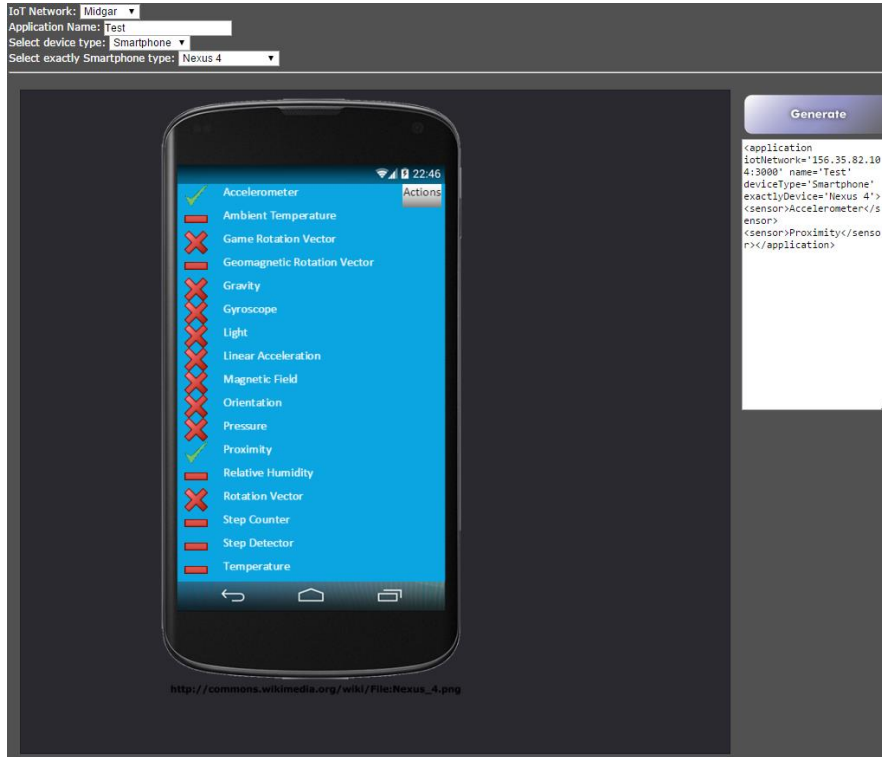 IoT Network: Midgar
Application Name: Test
Select device type: Smartphone
Select exactly Smartphone type: Nexus 4
22:46
Actions
Accelerometer
Ambient Temperature
Game Rotation Vector
Geomagnetic Rotation Vector
Gravity
Gyroscope
Light
Linear Acceleration
Magnetic Field
Orientation
Pressure
Proximity
Relative Humidity
Rotation Vector
Step Counter
Step Detector
Temperature
http://commons.wikimedia.org/wiki/File:Nexus_4.png
Generate
<application
iotNetwork='156.35.82.10
4:3000' name='Test'
deviceType='Smartphone'
exactlyDevice='Nexus 4'>
<sensor>Accelerometer</s
ensor>
<sensor>Proximity</senso
r></application>